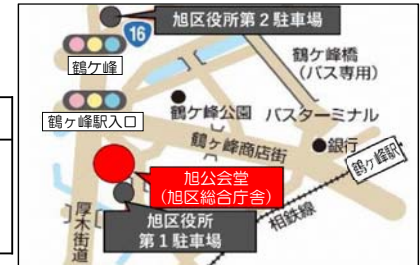 旭区役所第2駐車場
16
鶴ケ峰
鶴ケ峰橋
(バス専用)
鶴ヶ峰駅入口
鶴ケ峰公園
バスターミナル
鶴ヶ峰商店街
銀行
鶴ヶ峰駅
旭公会堂
(旭区総合庁舎)
旭区役所
第1駐車場
相鉄線
厚木街道